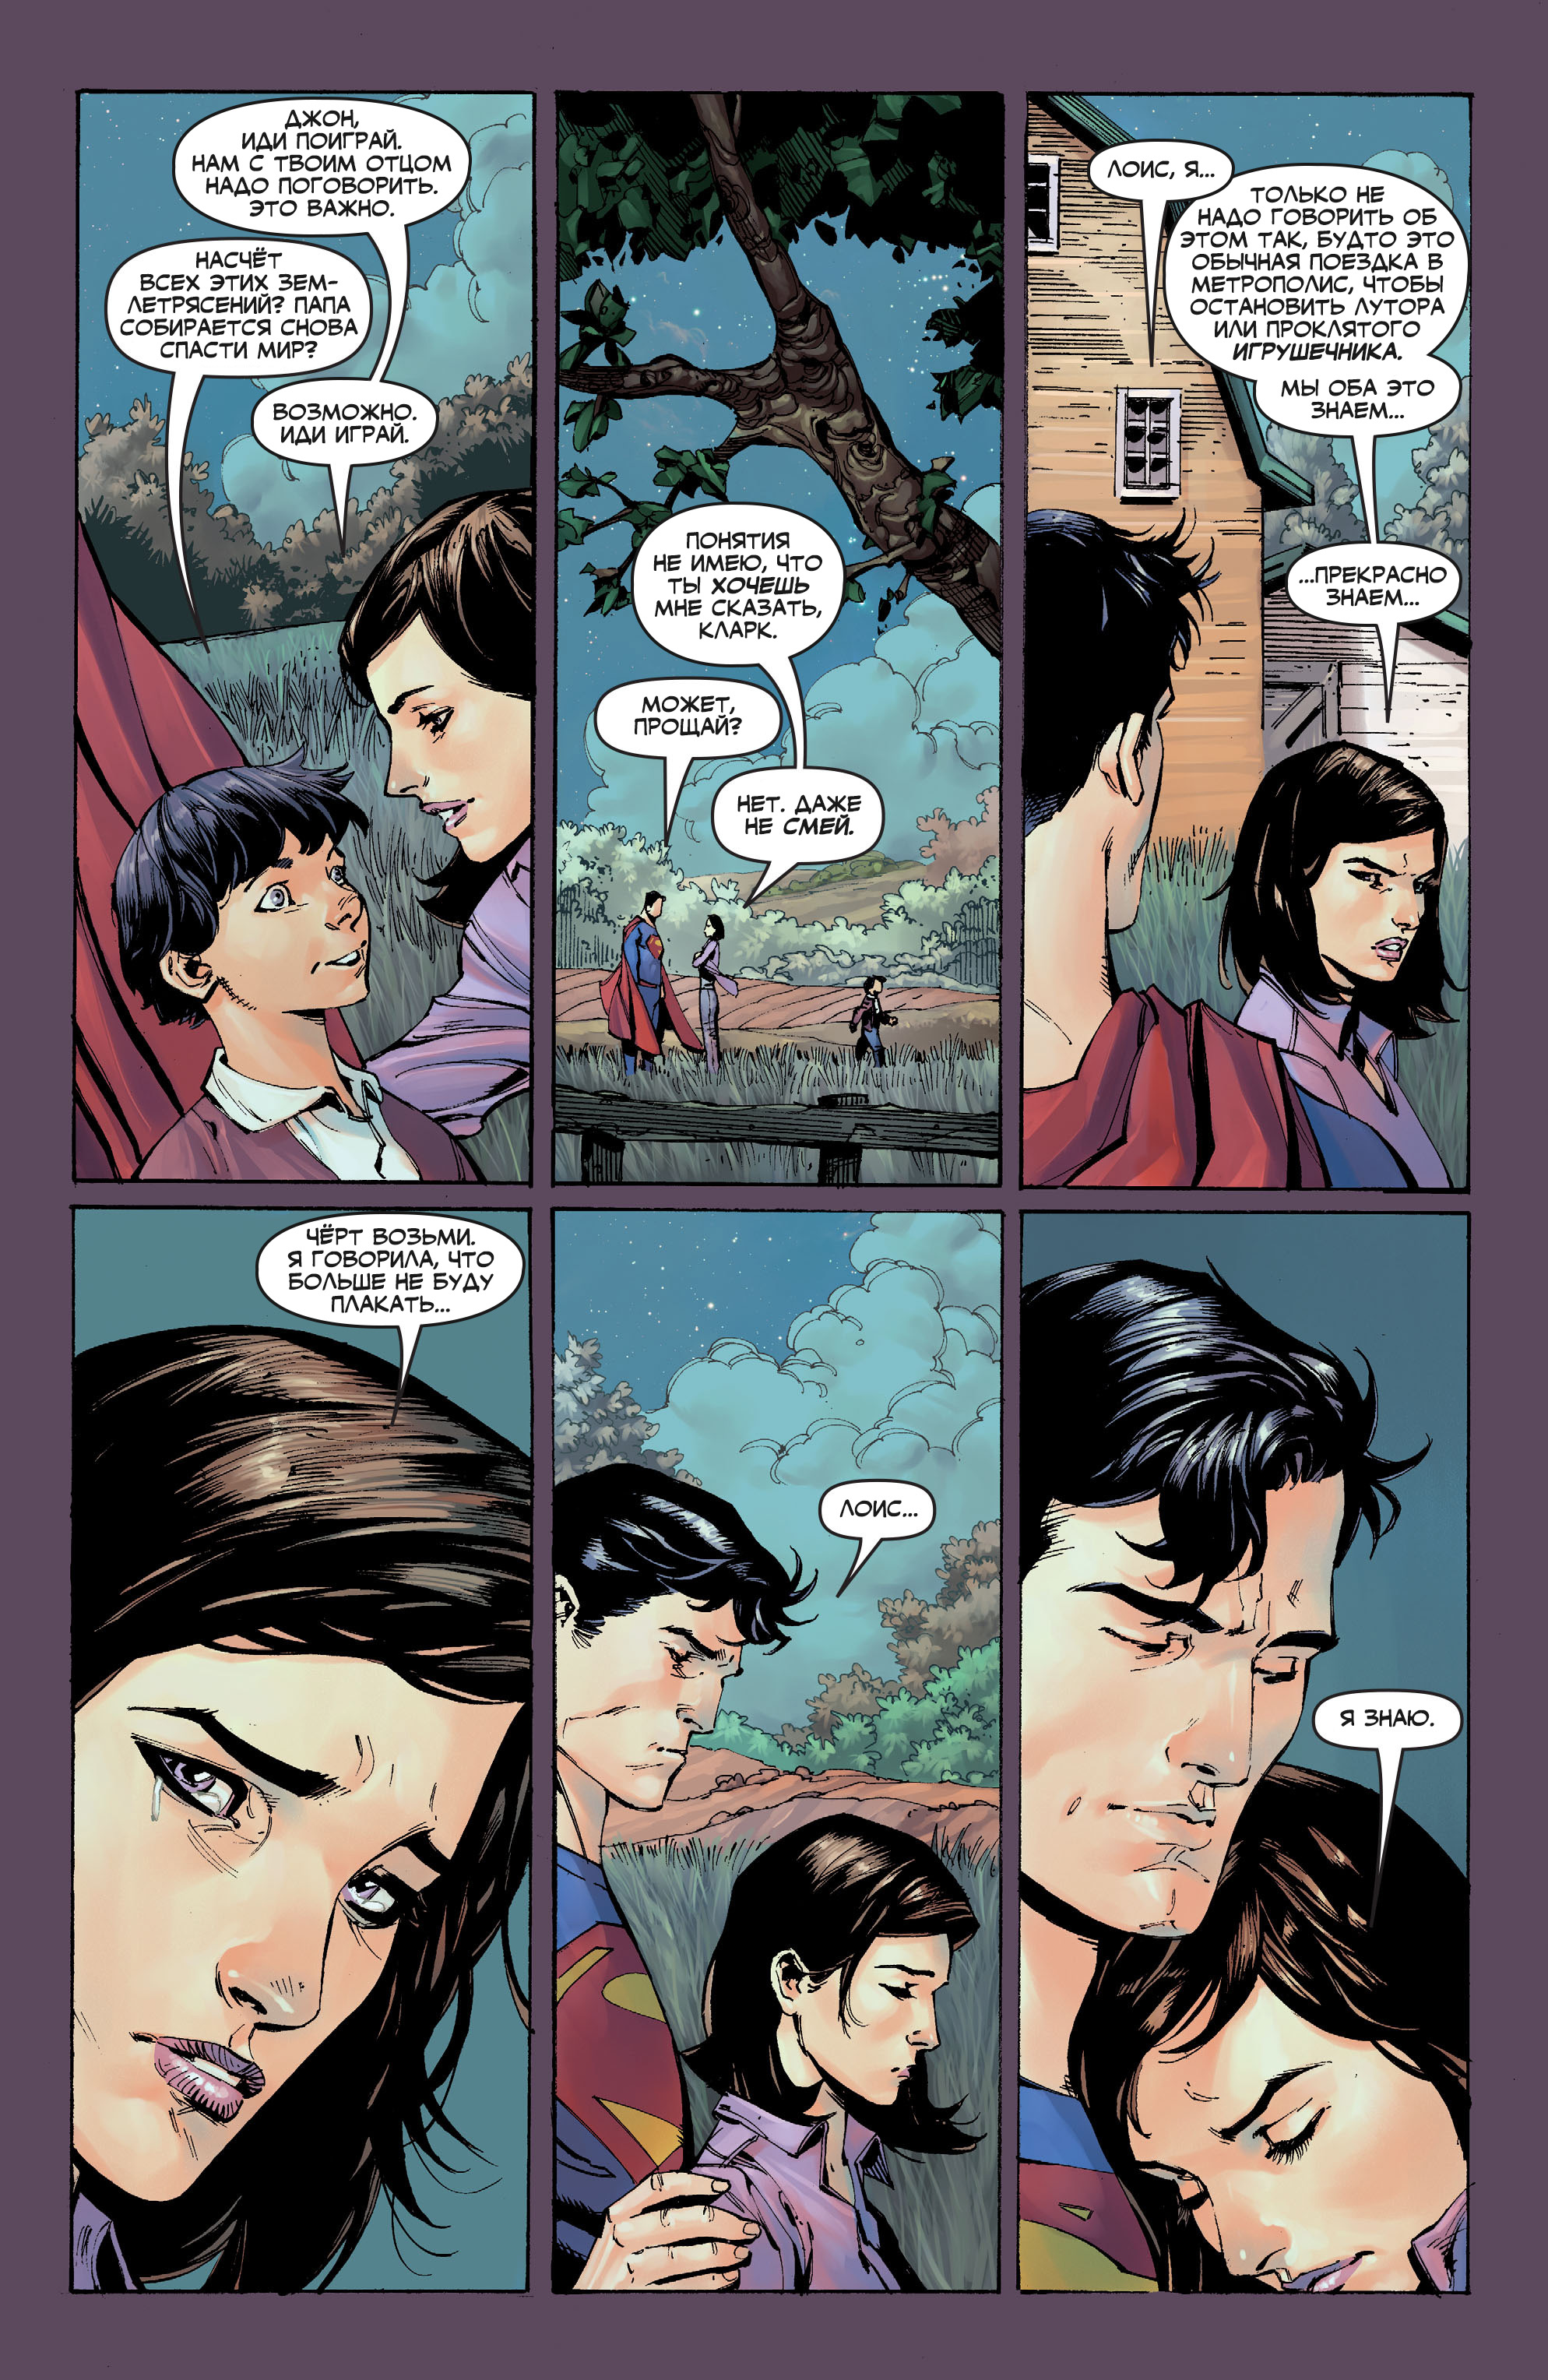 ДЖОН,
ИДИ ПОИГРАЙ.
НАМ С ТВОИМ ОТЦОМ
НАДО ПОГОВОРИТЬ.
ЭТО ВАЖНО.
НАСЧЁТ
ВСЕХ ЭТИХ ЗЕМ-
ЛЕТРЯСЕНИЙ? ПАПА
СОБИРАЕТСЯ СНОВА
СПАСТИ МИР?
ВОЗМОЖНО.
ИДИ ИГРАЙ.
ПОНЯТИЯ
НЕ ИМЕЮ, ЧТО
ТЫ ХОЧЕШЬ
МНЕ СКАЗАТЬ,
КЛАРК.
МОЖЕТ,
ПРОЩАЙ?
НЕТ. ДАЖЕ
НЕ СМЕЙ.
ЛОИС, Я...
ТОЛЬКО НЕ
НАДО ГОВОРИТЬ ОБ
ЭТОМ ТАК, БУДТО ЭТО
ОБЫЧНАЯ ПОЕЗДКА В
МЕТРОПОЛИС, ЧТОБЫ
ОСТАНОВИТЬ ЛУТОРА
ИЛИ ПРОКЛЯТОГО
ИГРУШЕЧНИКА.
МЫ ОБА ЭТО
ЗНАЕМ...
...ПРЕКРАСНО
ЗНАЕМ...
ЧЁРТ ВОЗЬМИ.
Я ГОВОРИЛА, ЧТО
БОЛЬШЕ НЕ БУДУ
ПЛАКАТЬ...
ЛОИС...
Я ЗНАЮ.